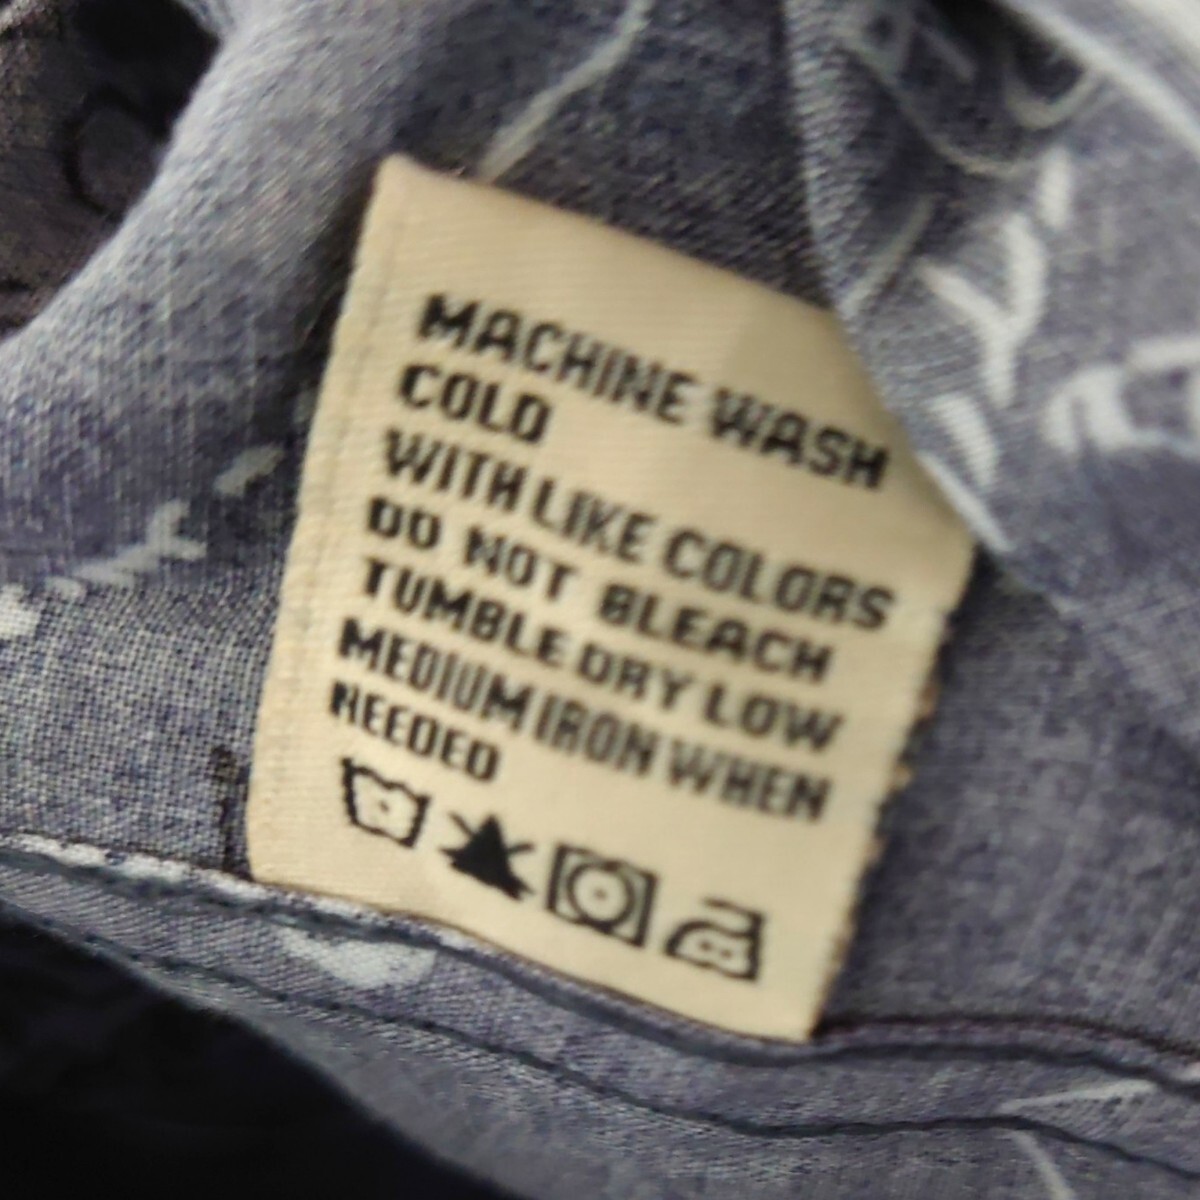 MACHINE WASH
COLD
WITH LIKE COLORS
DO NOT BLEACH
TUMBLE DRY LOW
MEDIUM IRON WHEN
NEEDED